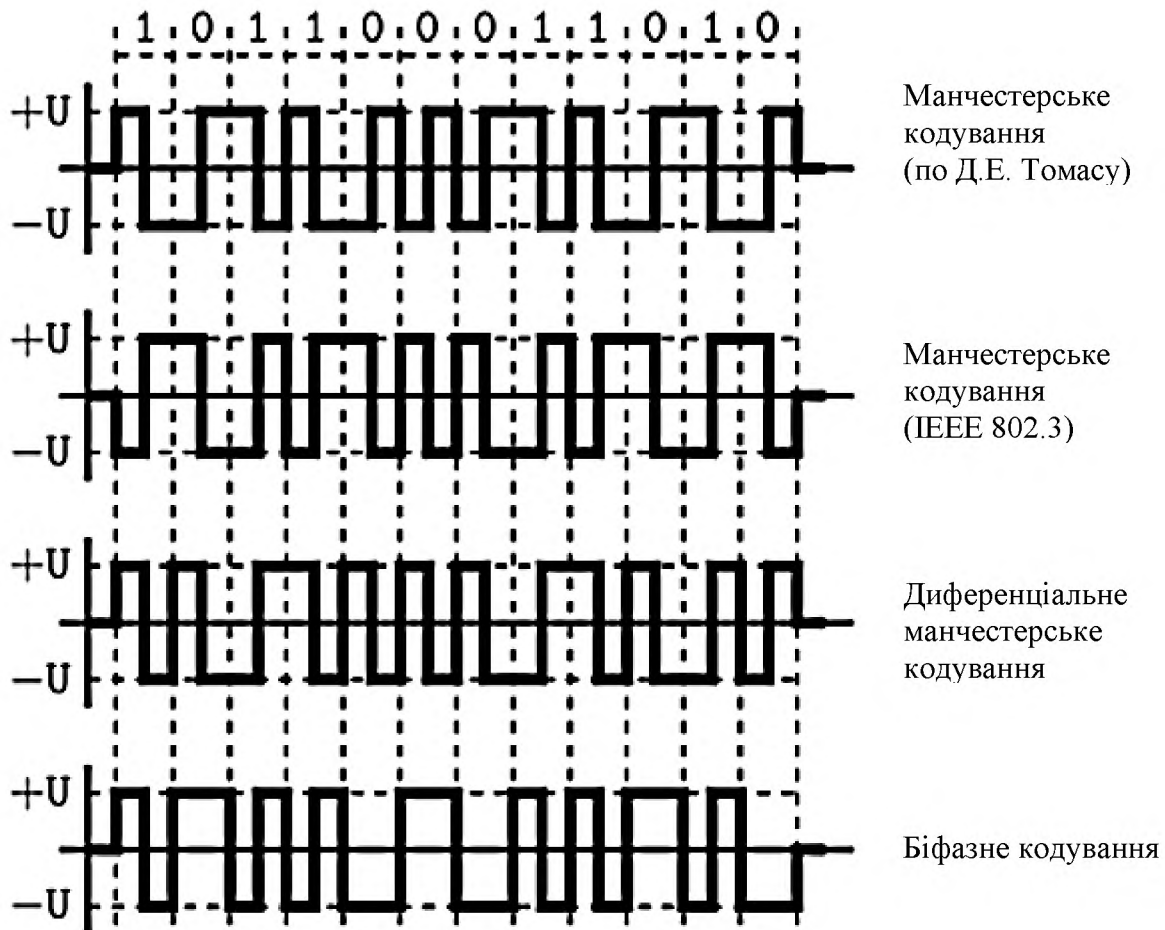 1 0 1 1 0 0 0 1 1 0 1 0
+U
−U
Манчестерське
кодування
(по Д.Е. Томасу)
+U
−U
Манчестерське
кодування
(IEEE 802.3)
+U
−U
Диференціальне
манчестерське
кодування
+U
−U
Біфазне кодування